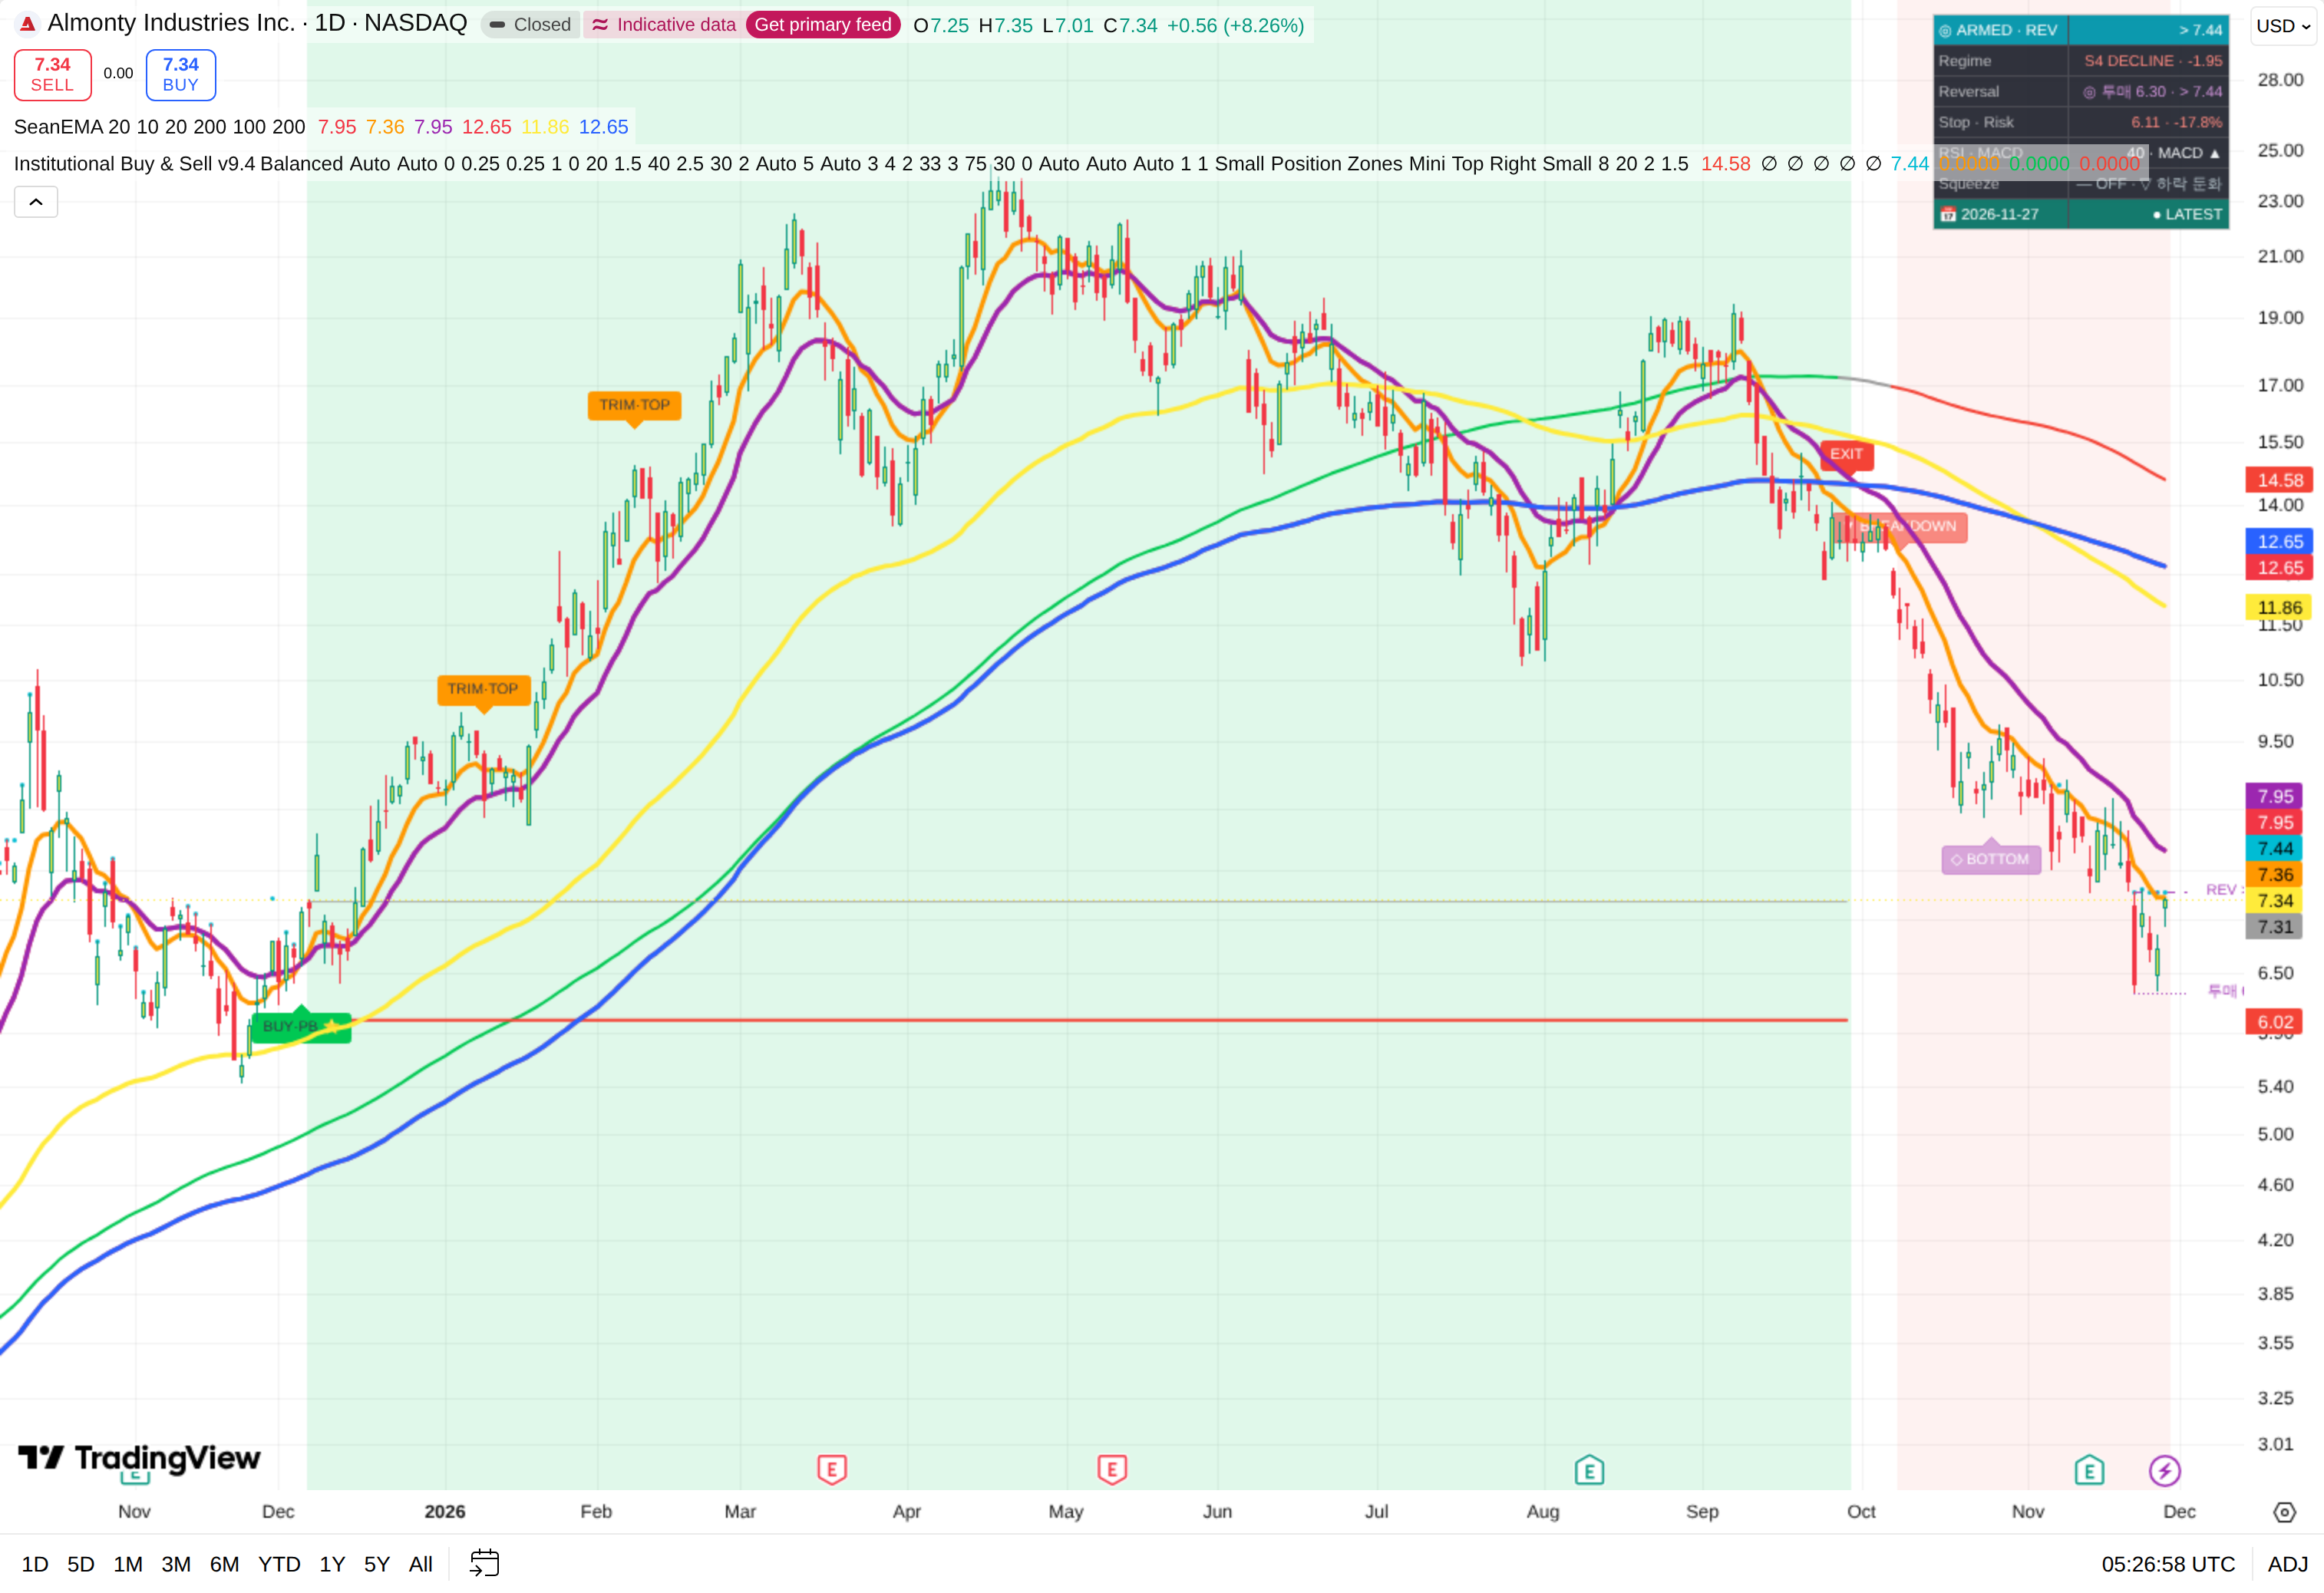 Almonty Industries Inc. · 1D · NASDAQ Closed Indicative data Get primary feed O7.25 H7.35 L7.01 C7.34 +0.56 (+8.26%)
USD
7.34
SELL
0.00
7.34
BUY
SeanEMA 20 10 20 200 100 200 7.95 7.36 7.95 12.65 11.86 12.65
Institutional Buy & Sell v9.4 Balanced Auto Auto 0 0.25 0.25 1 0 20 1.5 40 2.5 30 2 Auto 5 Auto 3 4 2 33 3 75 30 0 Auto Auto Auto 1 1 Small Position Zones Mini Top Right Small 8 20 2 1.5 14.58 ∅ ∅ ∅ ∅ ∅ 7.44 0.0000 0.0000 0.0000
◎ ARMED · REV > 7.44
Regime S4 DECLINE · -1.95
Reversal ◎ 투매 6.30 · > 7.44
Stop · Risk 6.11 · -17.8%
RSI · MACD 40 · MACD ▲
Squeeze — OFF · ▽ 하락 둔화
2026-11-27 ● LATEST
28.00
25.00
23.00
21.00
19.00
17.00
15.50
14.58
14.00
12.65
12.65
11.86
11.50
10.50
9.50
7.95
7.95
7.44
7.36
7.34
7.31
6.50
6.02
5.40
5.00
4.60
4.20
3.85
3.55
3.25
3.01
TRIM-TOP
TRIM-TOP
EXIT
◇ BOTTOM
REV
투매
BUY-PB ⭐
TradingView
E
E
E
E
E
Nov Dec 2026 Feb Mar Apr May Jun Jul Aug Sep Oct Nov Dec
1D 5D 1M 3M 6M YTD 1Y 5Y All
05:26:58 UTC ADJ